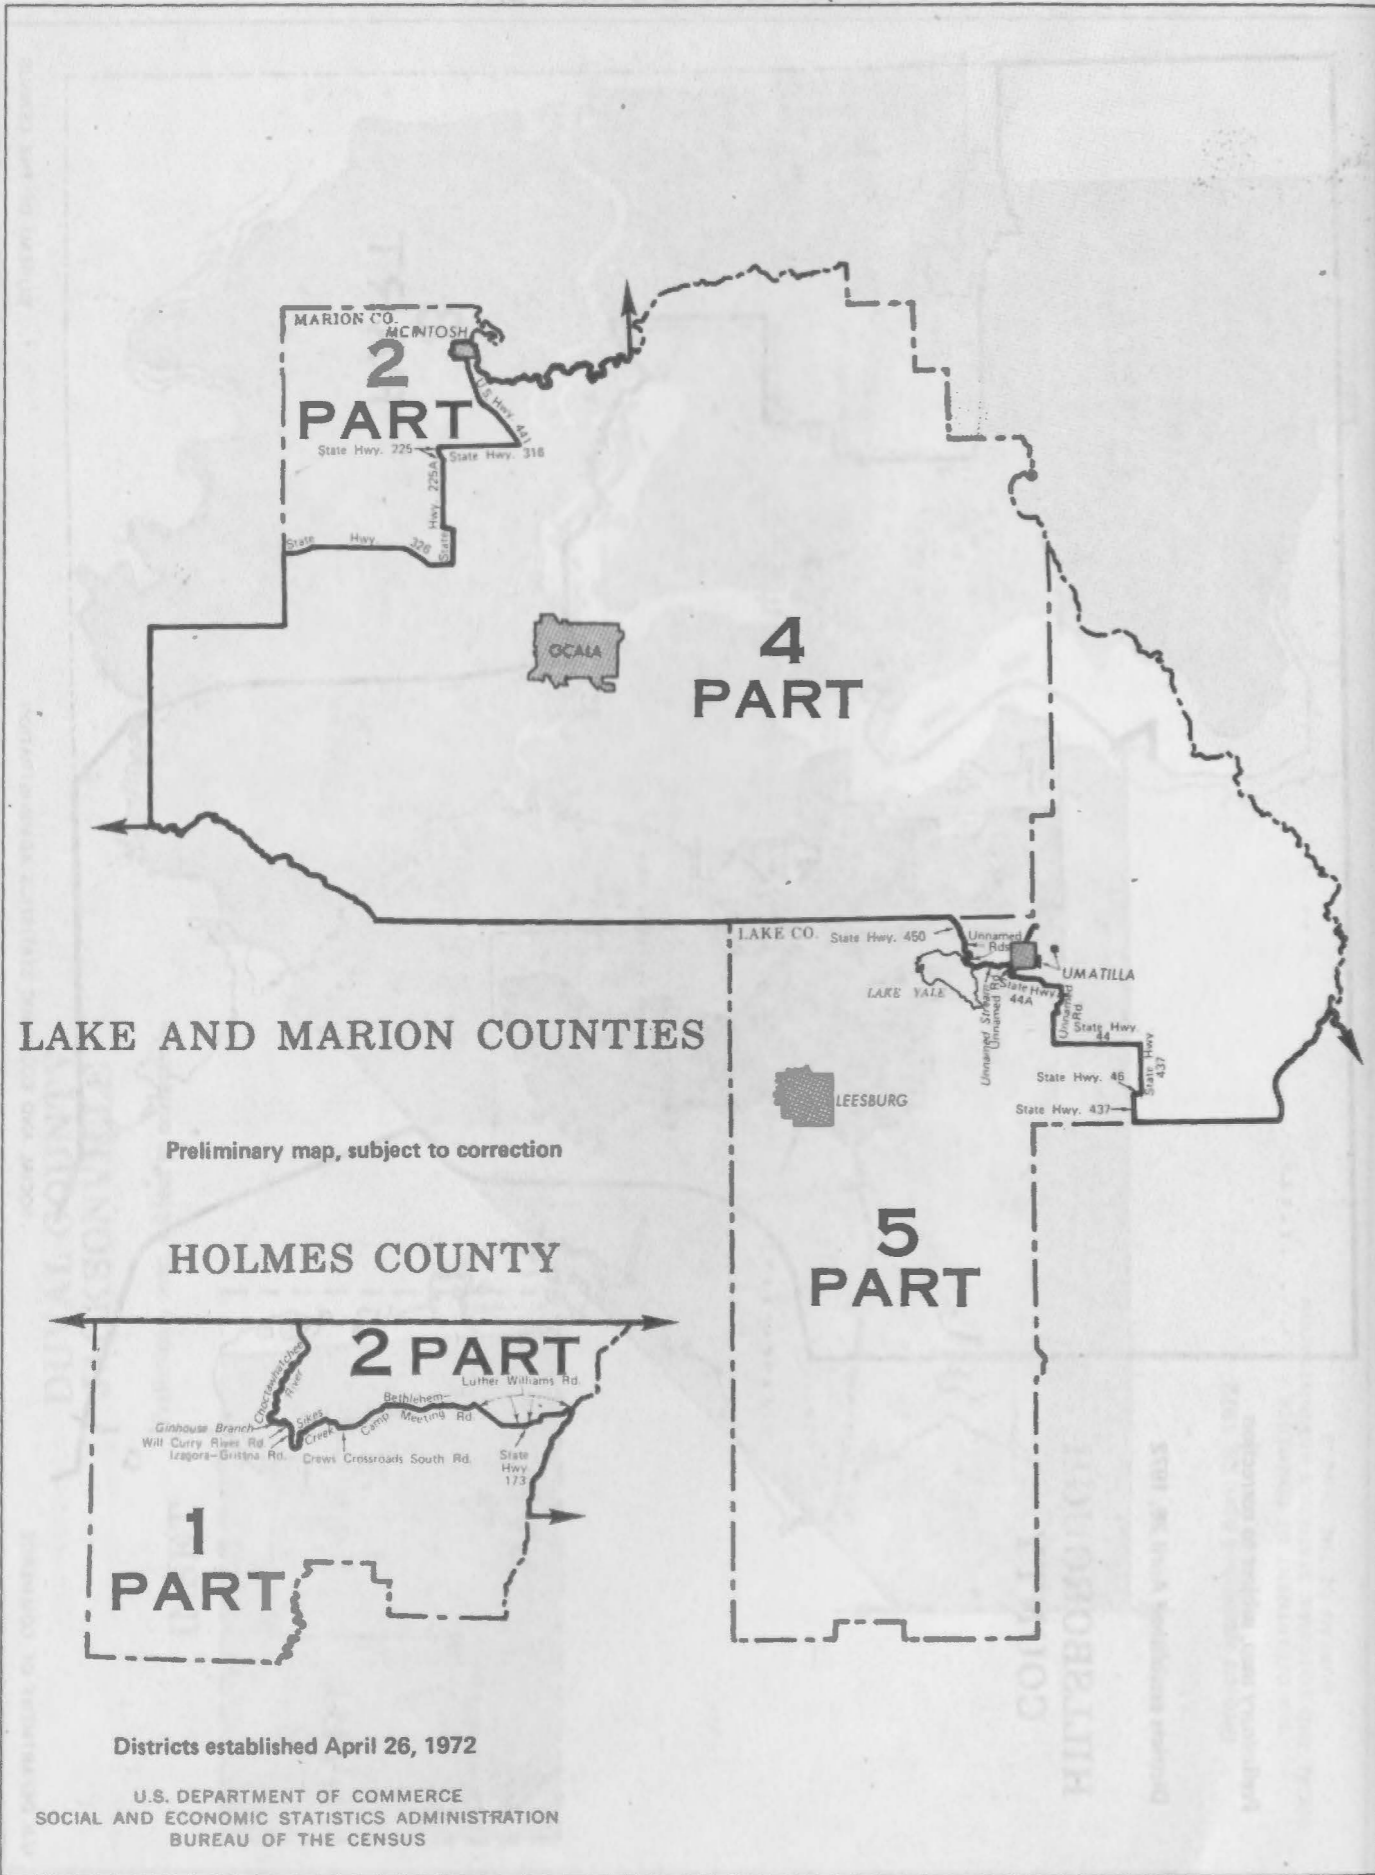 MARION CO.
MCINTOSH
2
PART
U.S. Hwy. 441
State Hwy. 225
State Hwy. 318
State Hwy. 225A
State Hwy. 326
OCALA
4
PART
LAKE CO.
State Hwy. 450
Unnamed
Rds.
UMATILLA
LAKE YALE
State Hwy.
44A
Unnamed Stream
Unnamed Rd.
Unnamed
Rd.
State Hwy
44
State Hwy
437
State Hwy. 46
State Hwy. 437
LAKE AND MARION COUNTIES
LEESBURG
Preliminary map, subject to correction
5
PART
HOLMES COUNTY
2 PART
Choctawhatchee
River
Luther Williams Rd.
Bethlehem-
Camp Meeting Rd.
Ginhouse Branch
Sikes
Creek
Will Curry River Rd.
Izagora-Gritina Rd.
Crews Crossroads South Rd.
State
Hwy
173
1
PART
Districts established April 26, 1972
U.S. DEPARTMENT OF COMMERCE
SOCIAL AND ECONOMIC STATISTICS ADMINISTRATION
BUREAU OF THE CENSUS